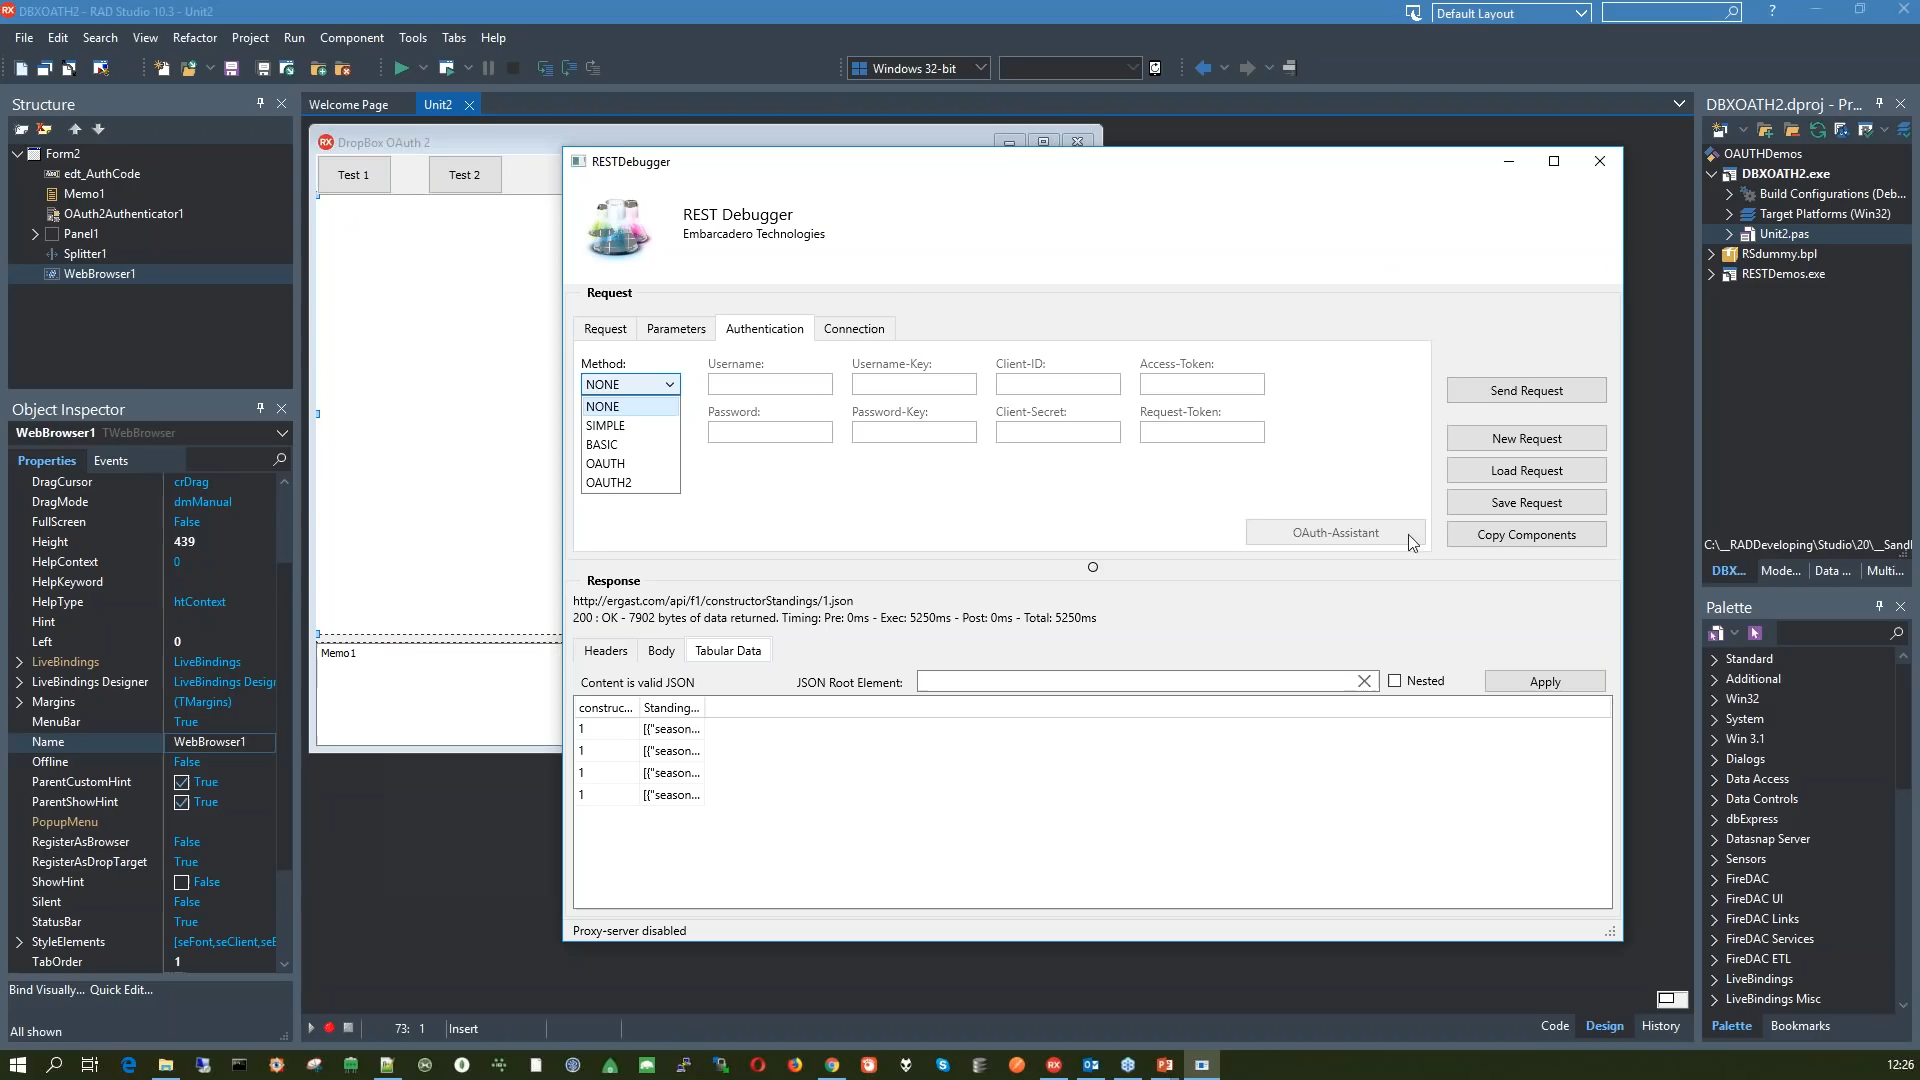 DBXOATH2 - RAD Studio 10.3 - Unit2
Default Layout
?
File Edit Search View Refactor Project Run Component Tools Tabs Help
Windows 32-bit
Structure
Form2
edt_AuthCode
Memo1
OAuth2Authenticator1
Panel1
Splitter1
WebBrowser1
Object Inspector
WebBrowser1 TWebBrowser
Properties Events
DragCursor crDrag
DragMode dmManual
FullScreen False
Height 439
HelpContext 0
HelpKeyword
HelpType htContext
Hint
Left 0
LiveBindings LiveBindings
LiveBindings Designer LiveBindings Desigr
Margins (TMargins)
MenuBar True
Name WebBrowser1
Offline False
ParentCustomHint True
ParentShowHint True
PopupMenu
RegisterAsBrowser False
RegisterAsDropTarget True
ShowHint False
Silent False
StatusBar True
StyleElements [seFont,seClient,seE
TabOrder 1
Bind Visually... Quick Edit...
All shown
Welcome Page Unit2
DropBox OAuth 2
Test 1 Test 2
Memo1
RESTDebugger
REST Debugger
Embarcadero Technologies
Request
Request Parameters Authentication Connection
Method: Username: Username-Key: Client-ID: Access-Token:
NONE
NONE
SIMPLE
BASIC
OAUTH
OAUTH2
Password: Password-Key: Client-Secret: Request-Token:
OAuth-Assistant
Send Request
New Request
Load Request
Save Request
Copy Components
Response
http://ergast.com/api/f1/constructorStandings/1.json
200 : OK - 7902 bytes of data returned. Timing: Pre: 0ms - Exec: 5250ms - Post: 0ms - Total: 5250ms
Headers Body Tabular Data
Content is valid JSON JSON Root Element: Nested Apply
construc... Standing...
1 [{"season...
1 [{"season...
1 [{"season...
1 [{"season...
Proxy-server disabled
73: 1 Insert
Code Design History
DBXOATH2.dproj - Pr...
OAUTHDemos
DBXOATH2.exe
Build Configurations (Deb...
Target Platforms (Win32)
Unit2.pas
RSdummy.bpl
RESTDemos.exe
C:\__RADDeveloping\Studio\20\__Sandl
DBX... Mode... Data ... Multi...
Palette
Standard
Additional
Win32
System
Win 3.1
Dialogs
Data Access
Data Controls
dbExpress
Datasnap Server
Sensors
FireDAC
FireDAC UI
FireDAC Links
FireDAC Services
FireDAC ETL
LiveBindings
LiveBindings Misc
Palette Bookmarks
12:26